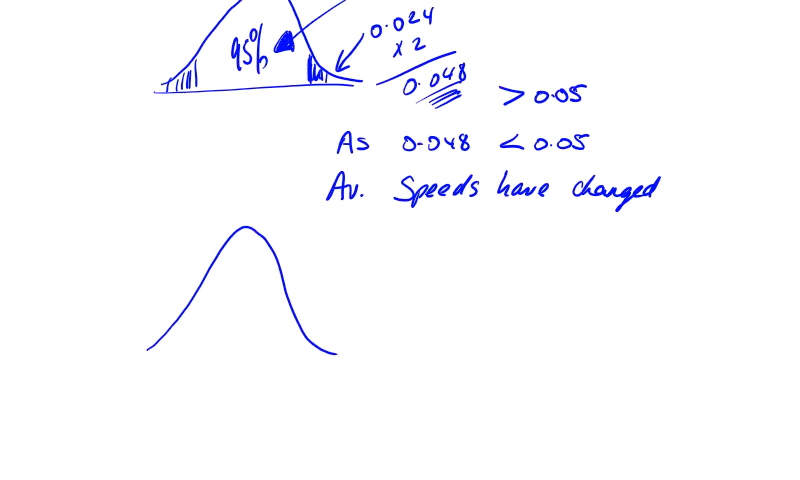 0.024
x 2
95%
0.048
> 0.05
As 0.048 < 0.05
Av. Speeds have changed